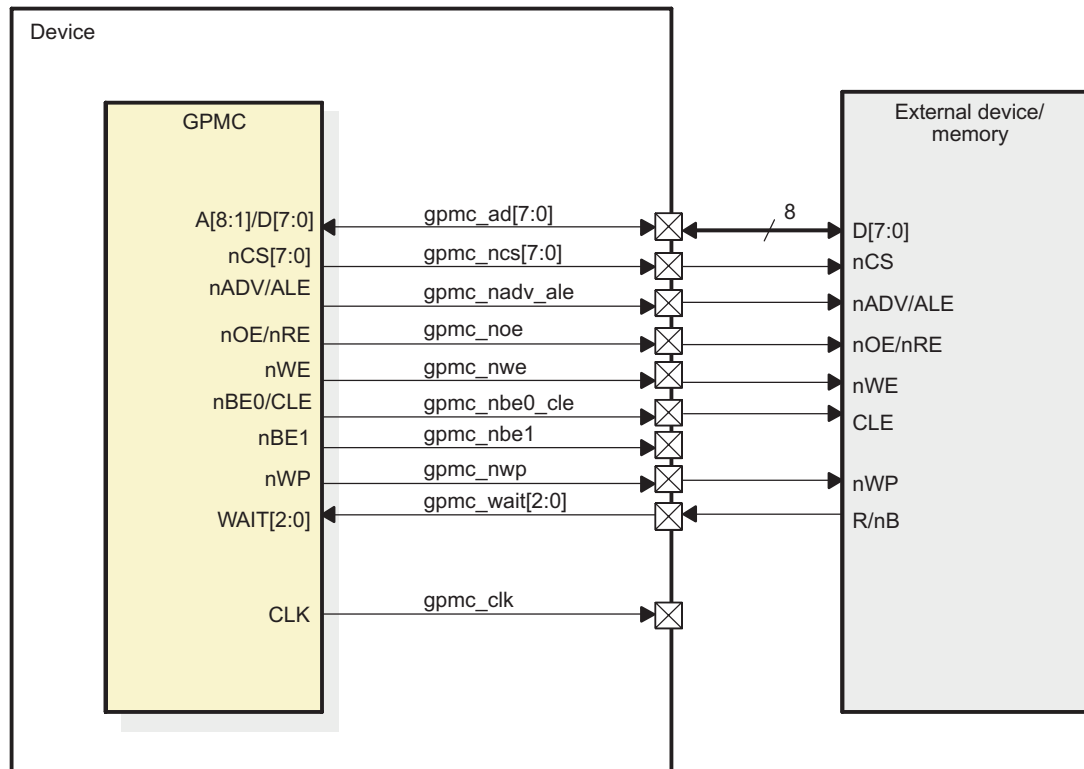 Device
GPMC
External device/
memory
A[8:1]/D[7:0]
gpmc_ad[7:0]
8
D[7:0]
nCS[7:0]
gpmc_ncs[7:0]
nCS
nADV/ALE
gpmc_nadv_ale
nADV/ALE
nOE/nRE
gpmc_noe
nOE/nRE
nWE
gpmc_nwe
nWE
nBE0/CLE
gpmc_nbe0_cle
CLE
nBE1
gpmc_nbe1
nWP
gpmc_nwp
nWP
WAIT[2:0]
gpmc_wait[2:0]
R/nB
CLK
gpmc_clk